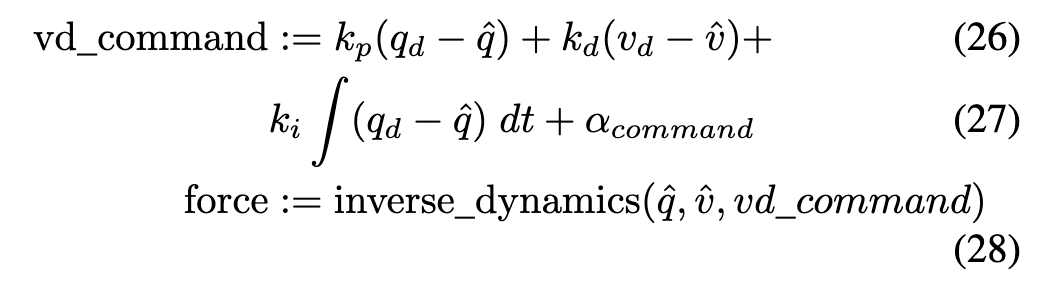 vd_command := k_p(q_d − q̂) + k_d(v_d − v̂)+ (26)
k_i ∫ (q_d − q̂) dt + α_command (27)
force := inverse_dynamics(q̂, v̂, vd_command)
(28)